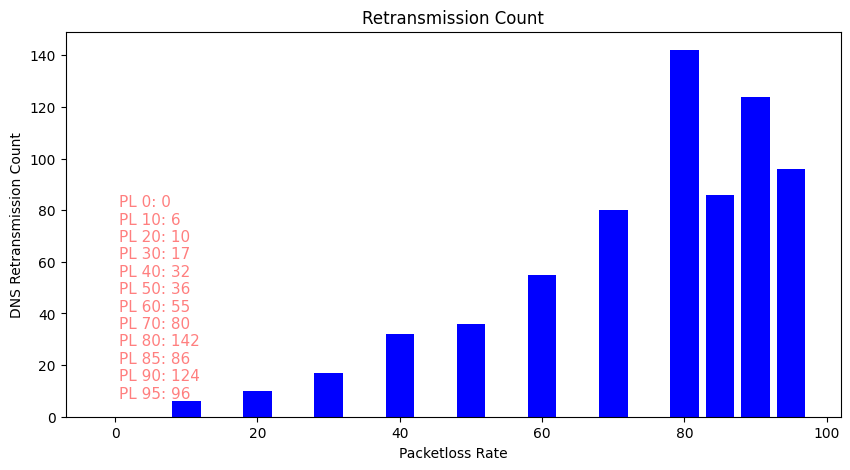 Retransmission Count
DNS Retransmission Count
140
120
100
80
60
40
20
0
PL 0: 0
PL 10: 6
PL 20: 10
PL 30: 17
PL 40: 32
PL 50: 36
PL 60: 55
PL 70: 80
PL 80: 142
PL 85: 86
PL 90: 124
PL 95: 96
0 20 40 60 80 100
Packetloss Rate